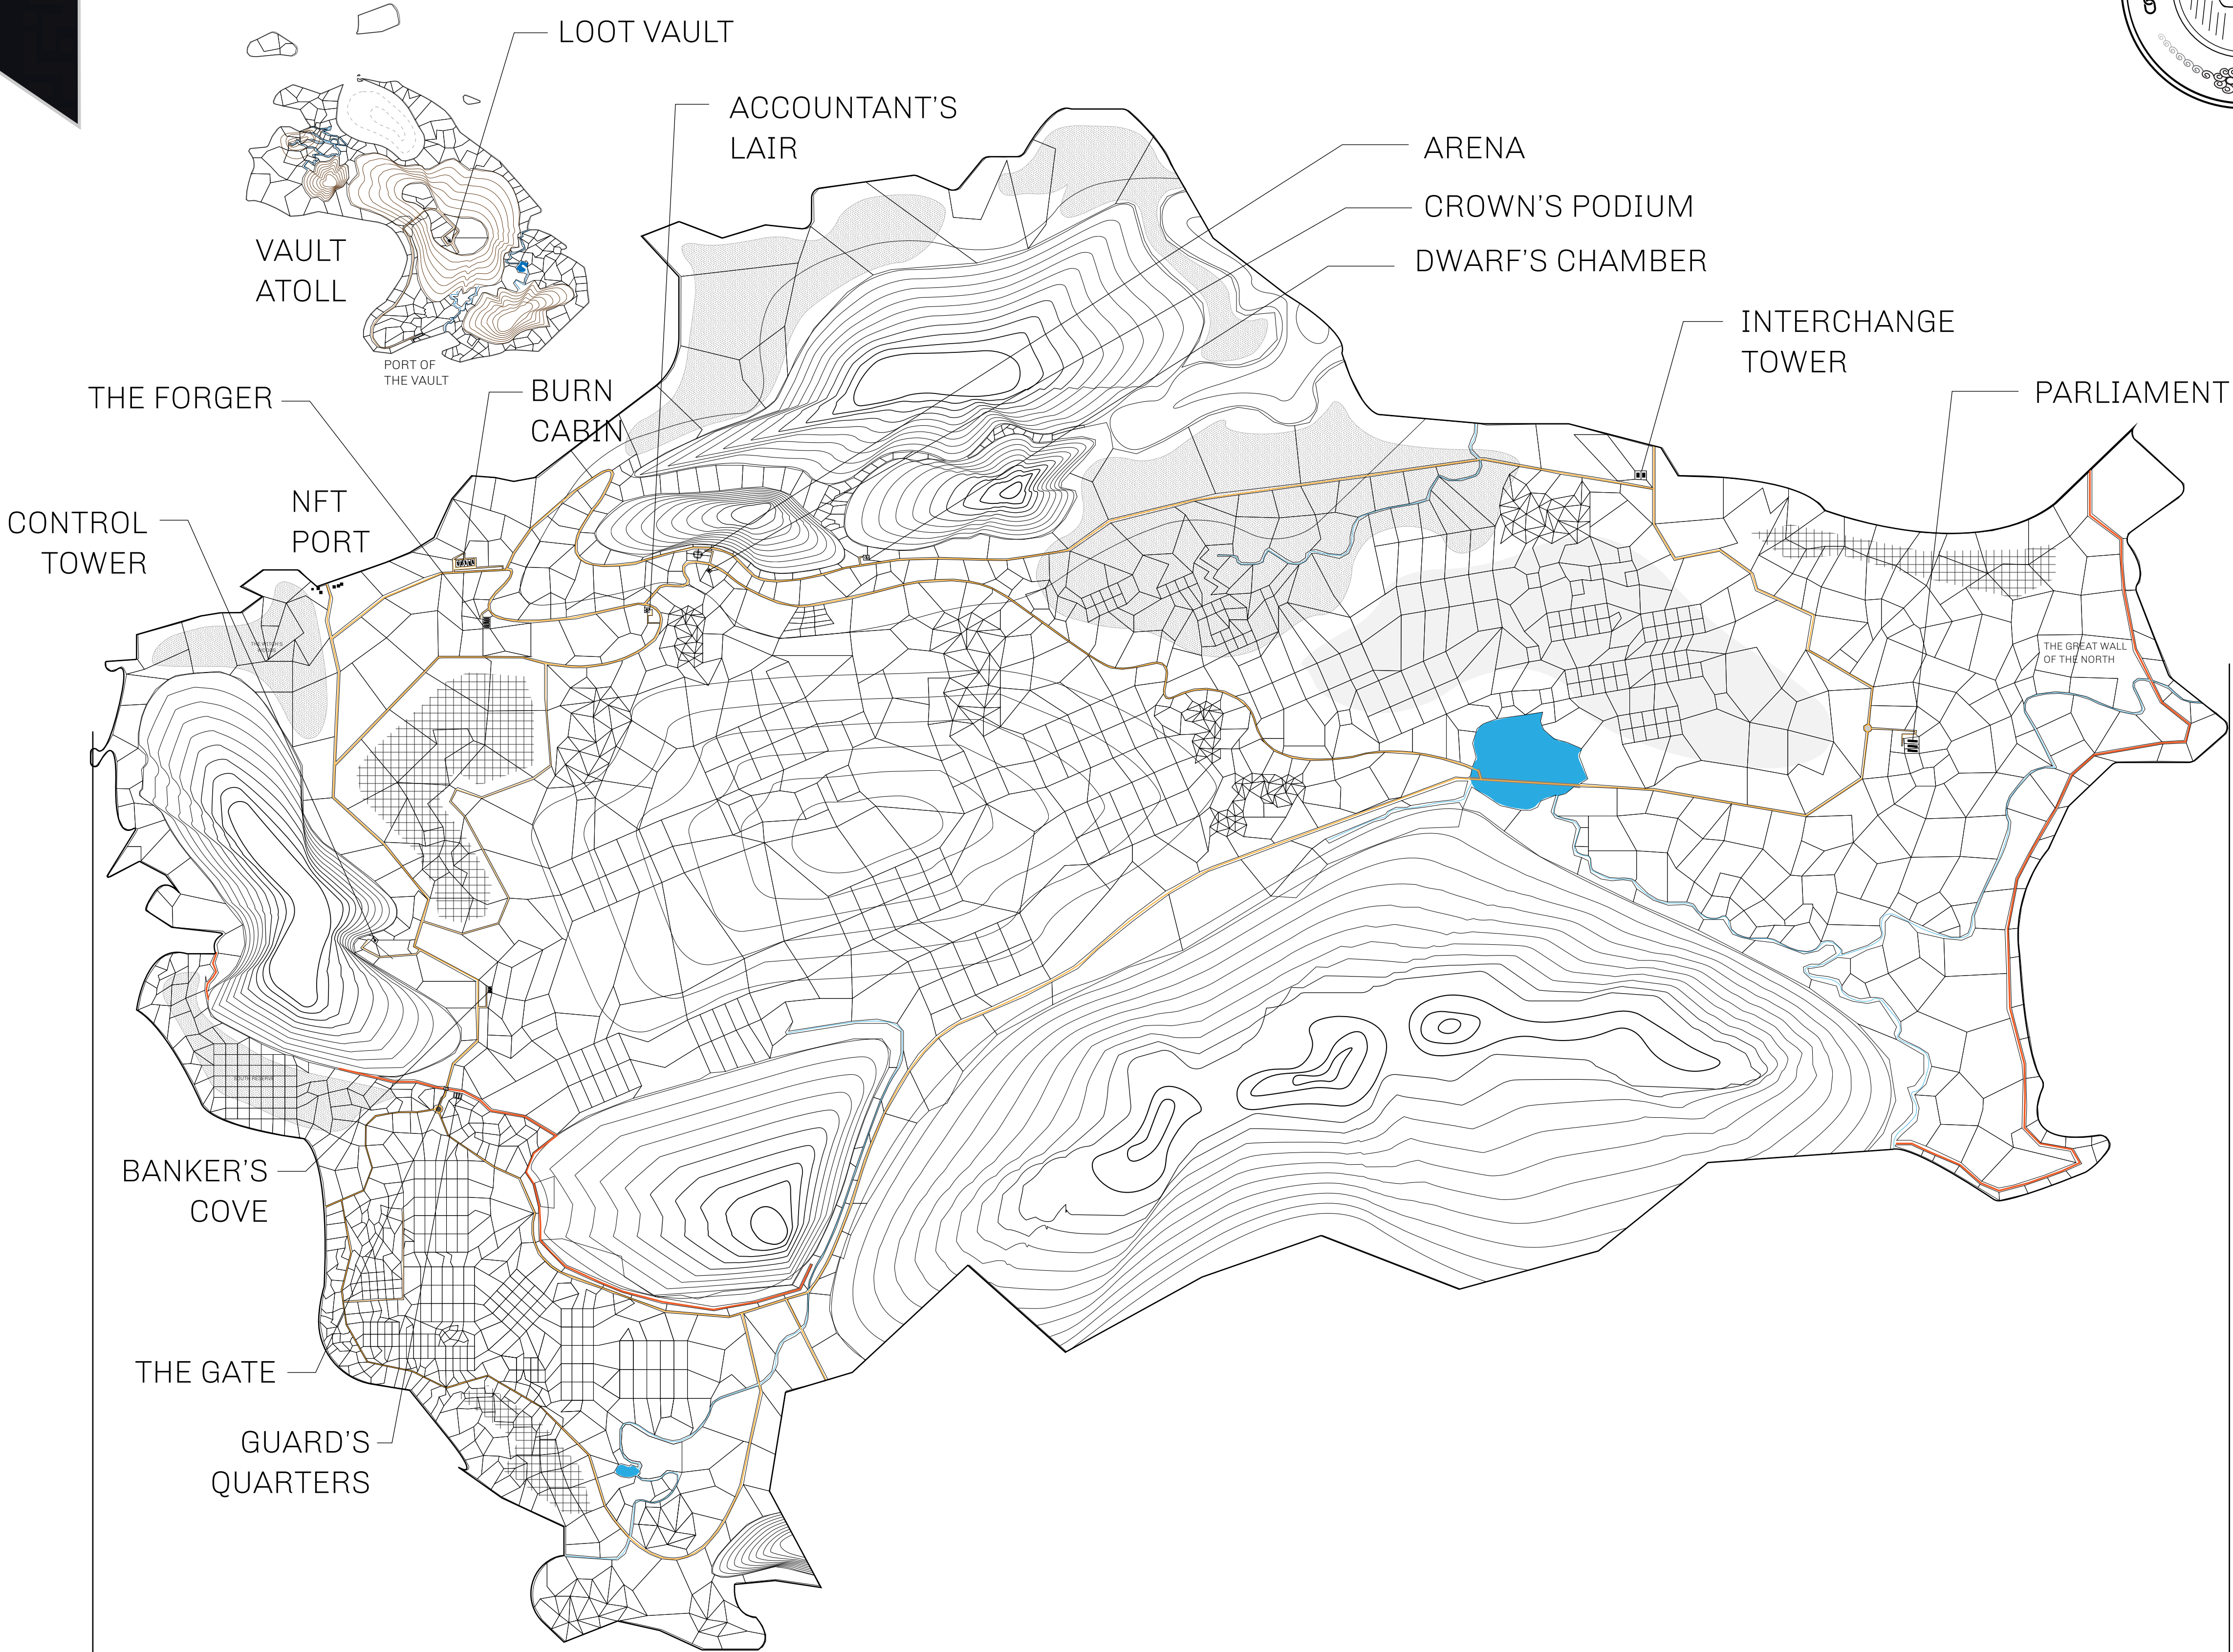 LOOT VAULT
ACCOUNTANT'S
LAIR
ARENA
CROWN'S PODIUM
DWARF'S CHAMBER
VAULT
ATOLL
INTERCHANGE
TOWER
PORT OF
THE VAULT
THE FORGER
BURN
CABIN
PARLIAMENT
NFT
PORT
CONTROL
TOWER
THE GREAT WALL
OF THE NORTH
SOUTH RESERVE
BANKER'S
COVE
THE GATE
GUARD'S
QUARTERS